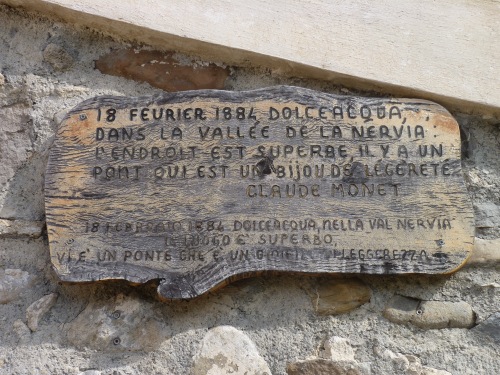 18 FEVRIER 1884 DOLCEACQUA,
DANS LA VALLÉE DE LA NERVIA:
L'ENDROIT EST SUPERBE, IL Y A UN
PONT QUI EST UN BIJOU DE LÉGÈRETÉ
CLAUDE MONET
18 FEBBRAIO 1884 DOLCEACQUA, NELLA VAL NERVIA
IL LUOGO E' SUPERBO,
VI E' UN PONTE CHE E' UN GIOIELLO LEGGEREZZA